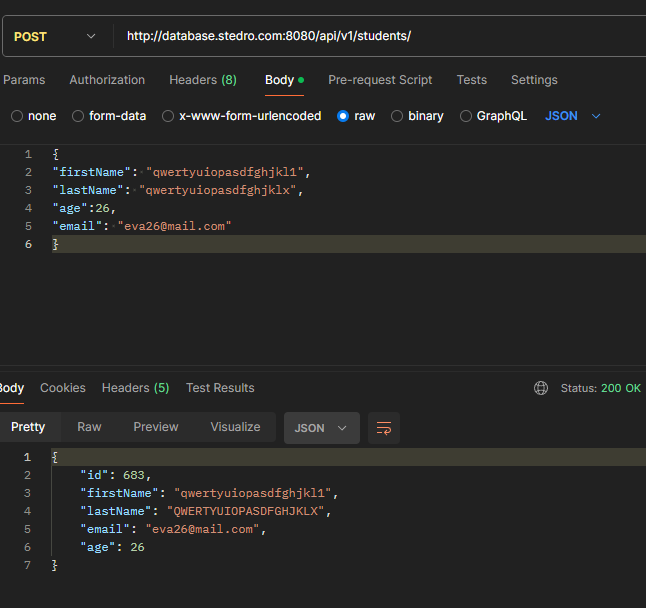 POST http://database.stedro.com:8080/api/v1/students/
Params Authorization Headers (8) Body Pre-request Script Tests Settings
none form-data x-www-form-urlencoded raw binary GraphQL JSON
1 {
2 "firstName": "qwertyuiopasdfghjkl1",
3 "lastName": "qwertyuiopasdfghjklx",
4 "age":26,
5 "email": "eva26@mail.com"
6 }
Body Cookies Headers (5) Test Results Status: 200 OK
Pretty Raw Preview Visualize JSON
1 {
2 "id": 683,
3 "firstName": "qwertyuiopasdfghjkl1",
4 "lastName": "QWERTYUIOPASDFGHJKLX",
5 "email": "eva26@mail.com",
6 "age": 26
7 }